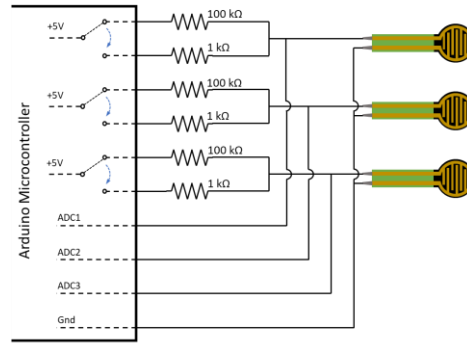 100 kΩ
+5V
1 kΩ
100 kΩ
+5V
1 kΩ
100 kΩ
+5V
1 kΩ
ADC1
ADC2
ADC3
Gnd
Arduino Microcontroller